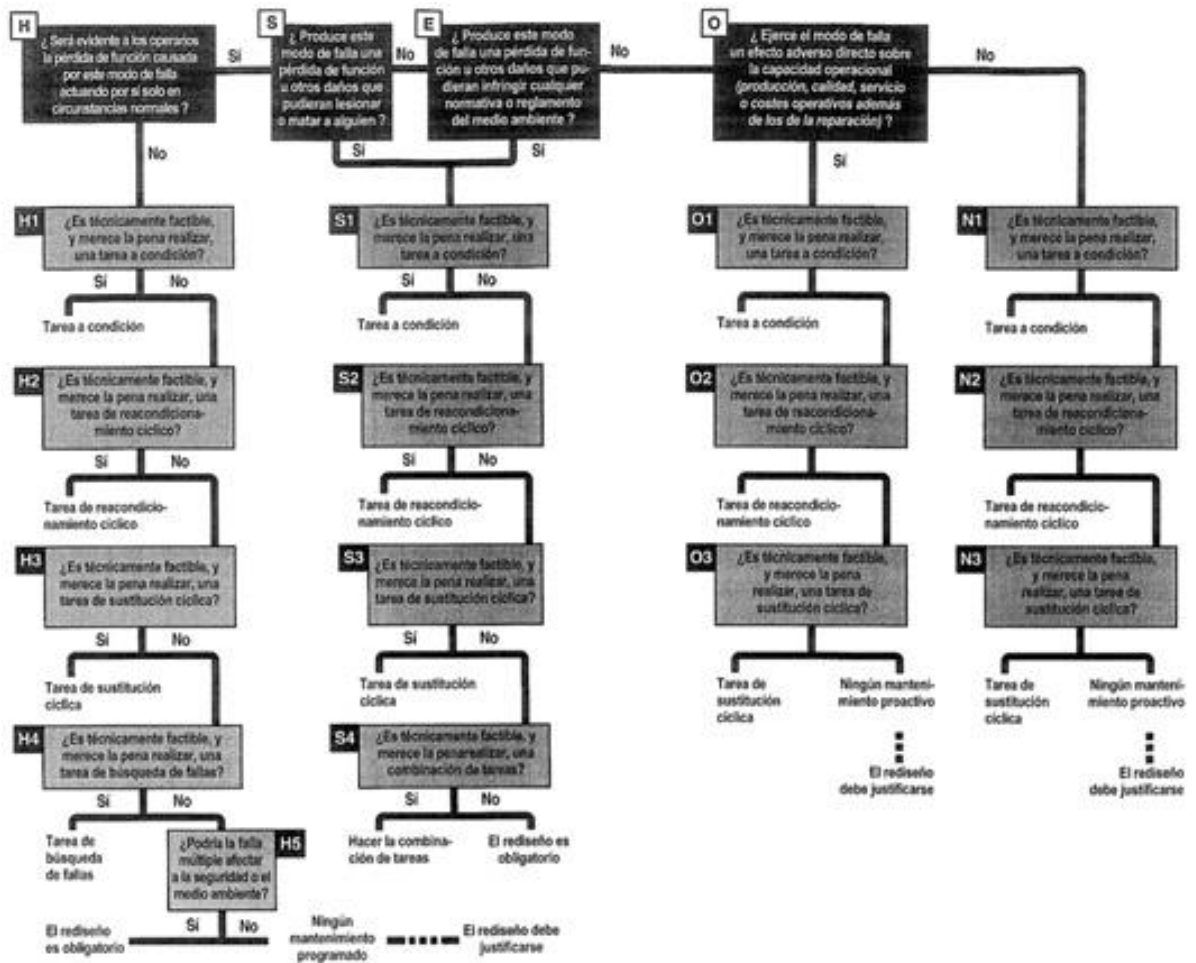 H
¿ Será evidente a los operarios
la pérdida de función causada
por este modo de falla
actuando por si solo en
circunstancias normales ?
Sí
No
S
¿ Produce este
modo de falla una
pérdida de función
u otros daños que
pudieran lesionar
o matar a alguien ?
No
Sí
E
¿ Produce este modo
de falla una pérdida de fun-
ción u otros daños que pu-
dieran infringir cualquier
normativa o reglamento
del medio ambiente ?
No
Sí
O
¿ Ejerce el modo de falla
un efecto adverso directo sobre
la capacidad operacional
(producción, calidad, servicio
o costes operativos además
de los de la reparación) ?
No
Sí
H1
¿Es técnicamente factible,
y merece la pena realizar,
una tarea a condición?
Sí No
Tarea a condición
H2
¿Es técnicamente factible, y
merece la pena realizar, una
tarea de reacondiciona-
miento cíclico?
Sí No
Tarea de reacondicio-
namiento cíclico
H3
¿Es técnicamente factible, y
merece la pena realizar, una
tarea de sustitución cíclica?
Sí No
Tarea de sustitución
cíclica
H4
¿Es técnicamente factible, y
merece la pena realizar, una
tarea de búsqueda de fallas?
Sí No
Tarea de
búsqueda
de fallas
H5
¿Podría la falla
múltiple afectar
a la seguridad o el
medio ambiente?
Sí No
El rediseño
es obligatorio
Ningún
mantenimiento
programado
El rediseño debe
justificarse
S1
¿Es técnicamente factible, y
merece la pena realizar, una
tarea a condición?
Sí No
Tarea a condición
S2
¿Es técnicamente factible, y
merece la pena realizar, una
tarea de reacondiciona-
miento cíclico?
Sí No
Tarea de reacondicio-
namiento cíclico
S3
¿Es técnicamente factible, y
merece la pena realizar, una
tarea de sustitución cíclica?
Sí No
Tarea de sustitución
cíclica
S4
¿Es técnicamente factible, y
merece la penarealizar, una
combinación de tareas?
Sí No
Hacer la combina-
ción de tareas
El rediseño es
obligatorio
O1
¿Es técnicamente factible,
y merece la pena realizar,
una tarea a condición?
Sí No
Tarea a condición
O2
¿Es técnicamente factible, y
merece la pena realizar, una
tarea de reacondiciona-
miento cíclico?
Sí No
Tarea de reacondicio-
namiento cíclico
O3
¿Es técnicamente factible,
y merece la pena
realizar, una tarea de
sustitución cíclica?
Sí No
Tarea de
sustitución
cíclica
Ningún manteni-
miento proactivo
El rediseño
debe justificarse
N1
¿Es técnicamente factible,
y merece la pena realizar,
una tarea a condición?
Sí No
Tarea a condición
N2
¿Es técnicamente factible, y
merece la pena realizar, una
tarea de reacondiciona-
miento cíclico?
Sí No
Tarea de reacondicio-
namiento cíclico
N3
¿Es técnicamente factible,
y merece la pena
realizar, una tarea de
sustitución cíclica?
Sí No
Tarea de
sustitución
cíclica
Ningún manteni-
miento proactivo
El rediseño
debe justificarse